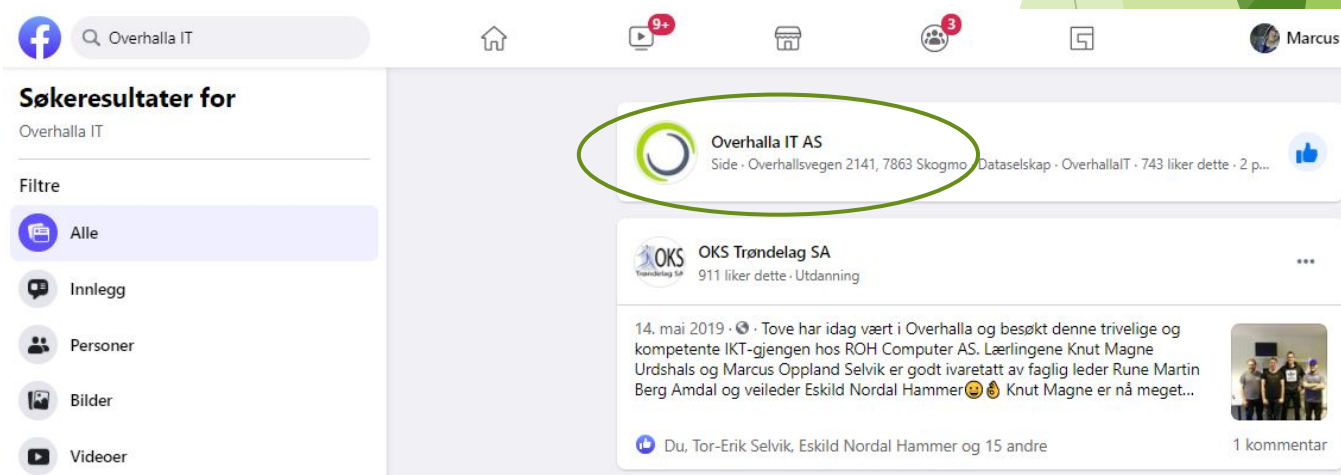 Overhalla IT
9+
3
Marcus
Søkeresultater for
Overhalla IT
Filtre
Alle
Innlegg
Personer
Bilder
Videoer
Overhalla IT AS
Side · Overhallsvegen 2141, 7863 Skogmo · Dataselskap · OverhallaIT · 743 liker dette · 2 p...
OKS
Trøndelag SA
OKS Trøndelag SA
911 liker dette · Utdanning
14. mai 2019 · · Tove har idag vært i Overhalla og besøkt denne trivelige og
kompetente IKT-gjengen hos ROH Computer AS. Lærlingene Knut Magne
Urdshals og Marcus Oppland Selvik er godt ivaretatt av faglig leder Rune Martin
Berg Amdal og veileder Eskild Nordal Hammer😀👌 Knut Magne er nå meget...
Du, Tor-Erik Selvik, Eskild Nordal Hammer og 15 andre
1 kommentar